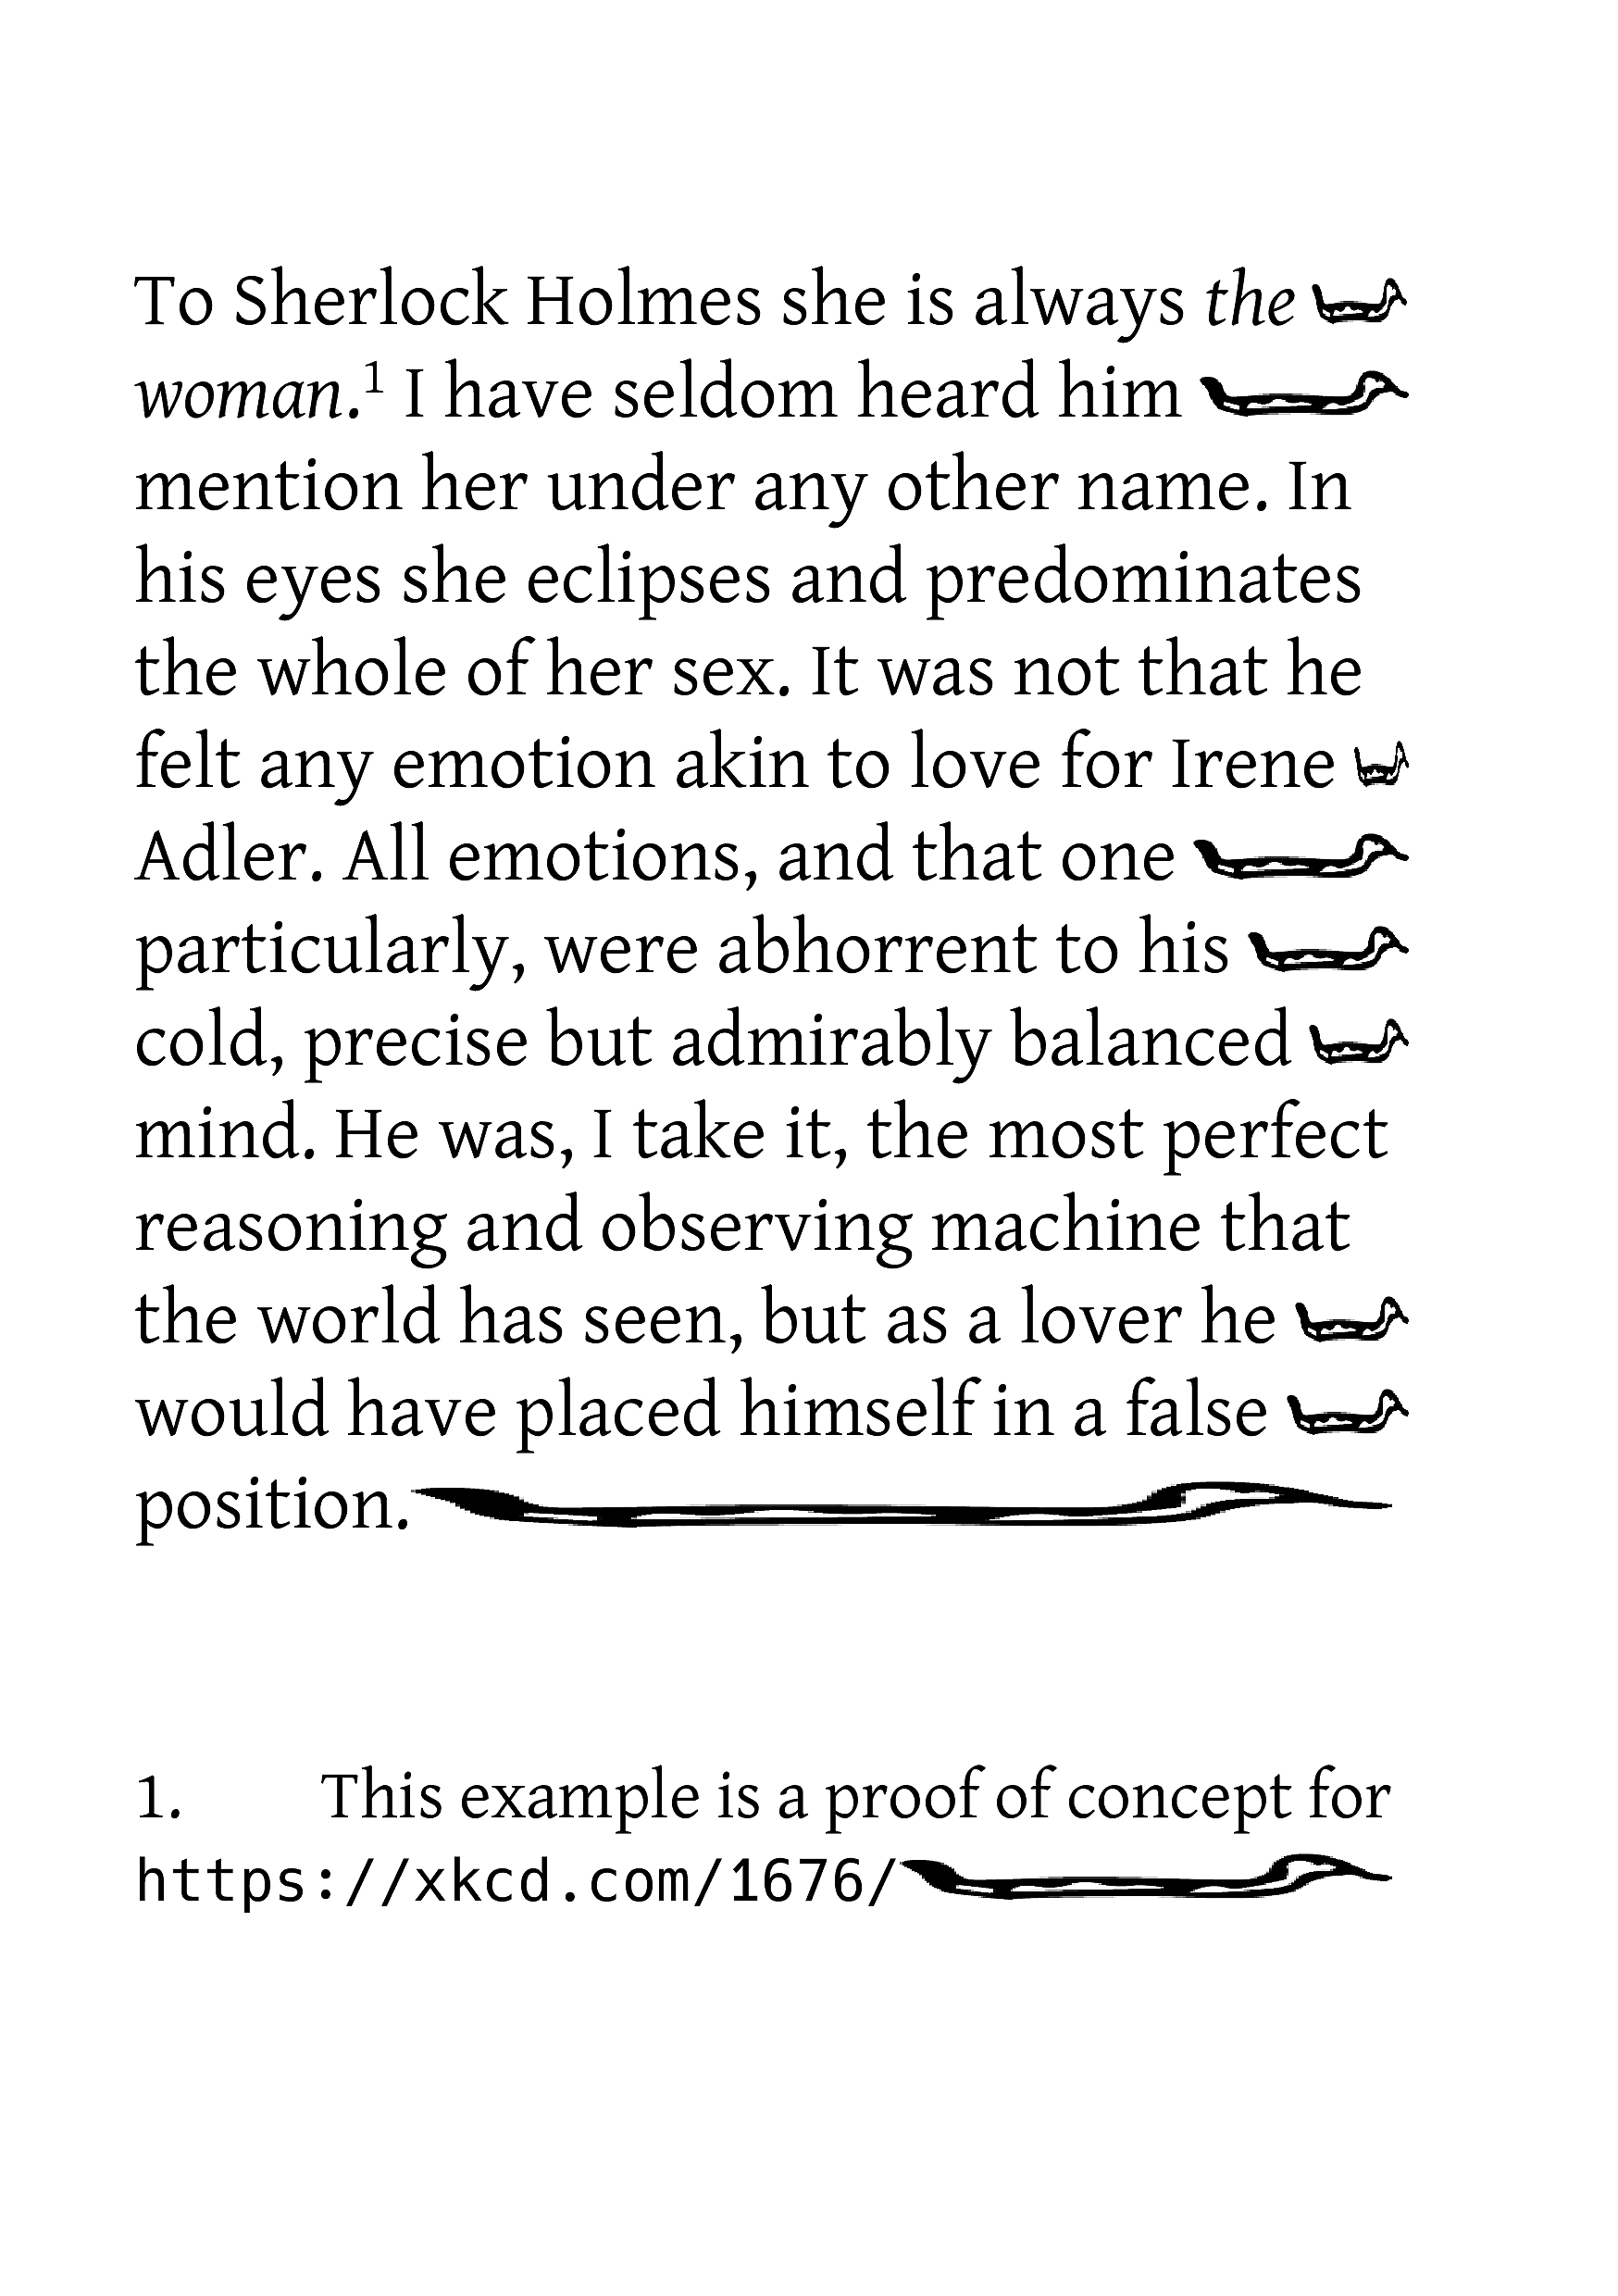 To Sherlock Holmes she is always the
woman.¹ I have seldom heard him
mention her under any other name. In
his eyes she eclipses and predominates
the whole of her sex. It was not that he
felt any emotion akin to love for Irene
Adler. All emotions, and that one
particularly, were abhorrent to his
cold, precise but admirably balanced
mind. He was, I take it, the most perfect
reasoning and observing machine that
the world has seen, but as a lover he
would have placed himself in a false
position.
1. This example is a proof of concept for
https://xkcd.com/1676/